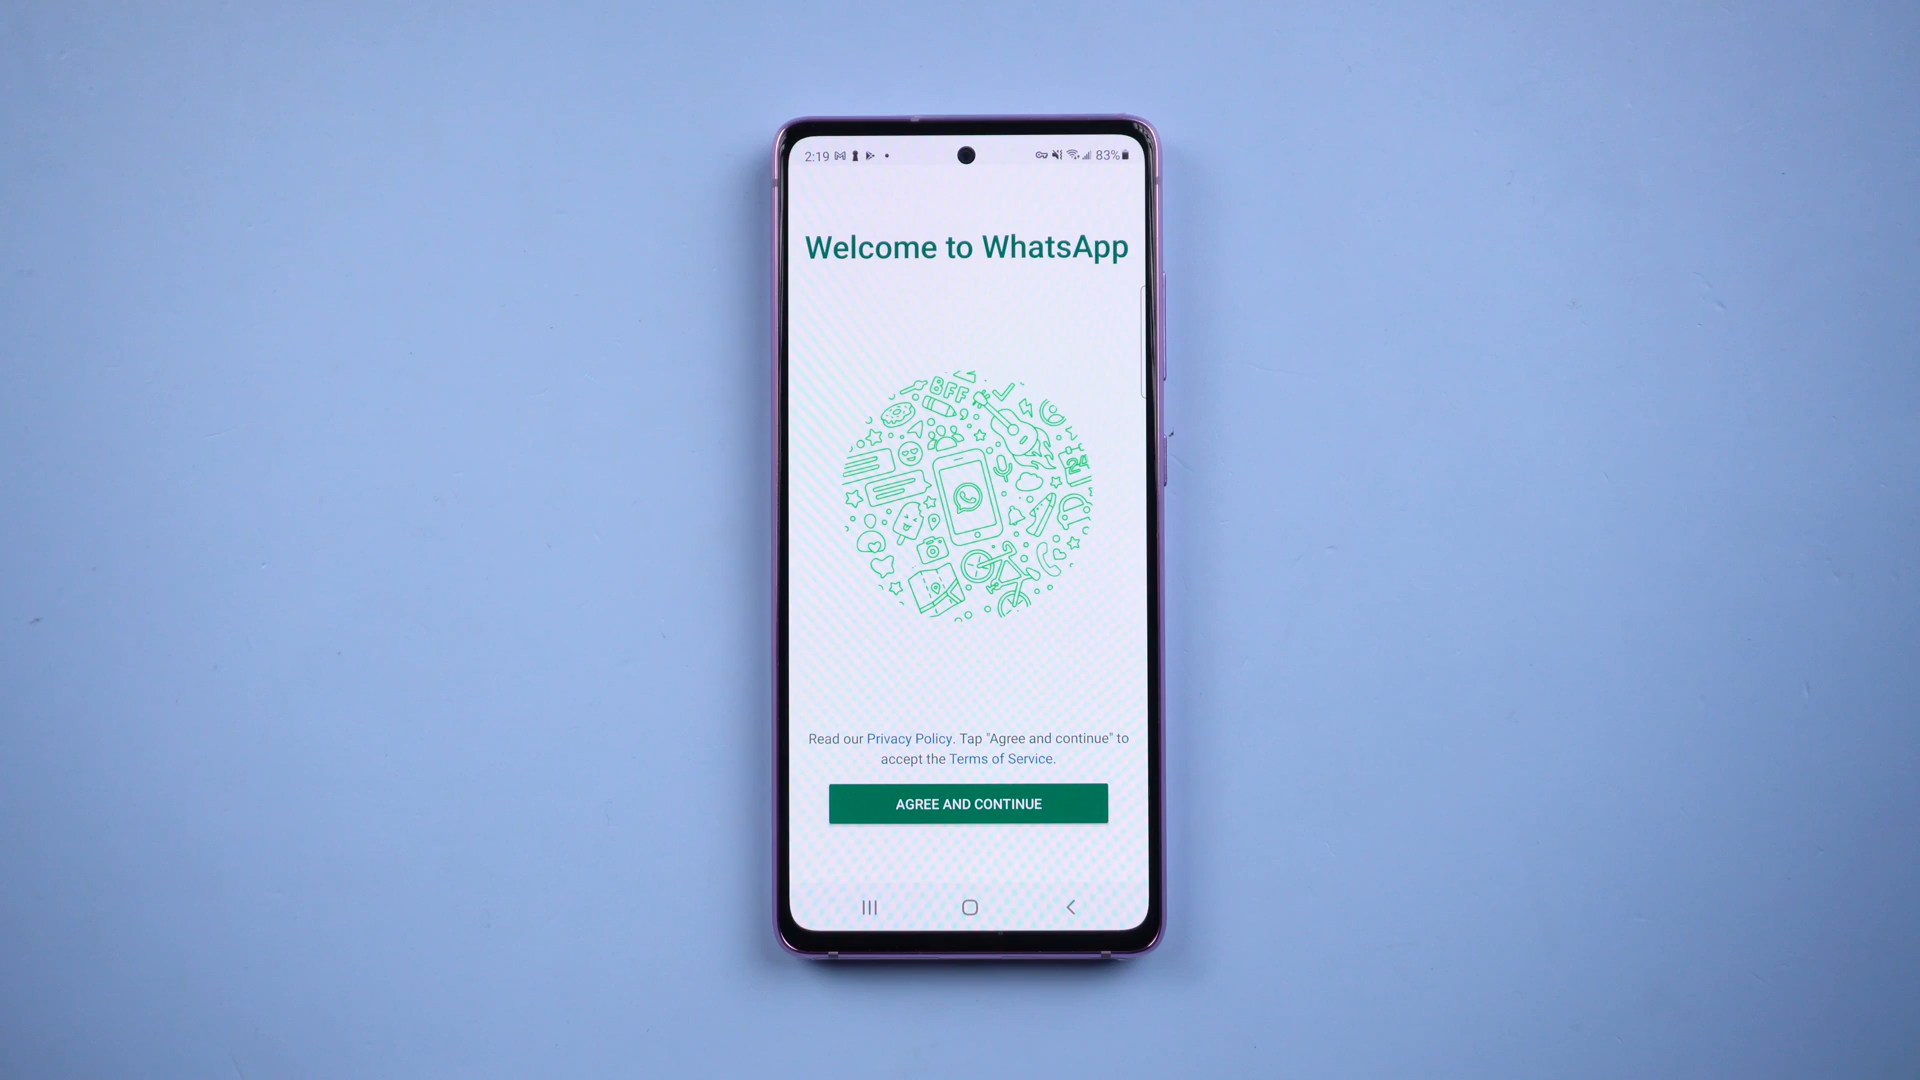 2:19 83%
Welcome to WhatsApp
BFF
24
Read our Privacy Policy. Tap "Agree and continue" to
accept the Terms of Service.
AGREE AND CONTINUE